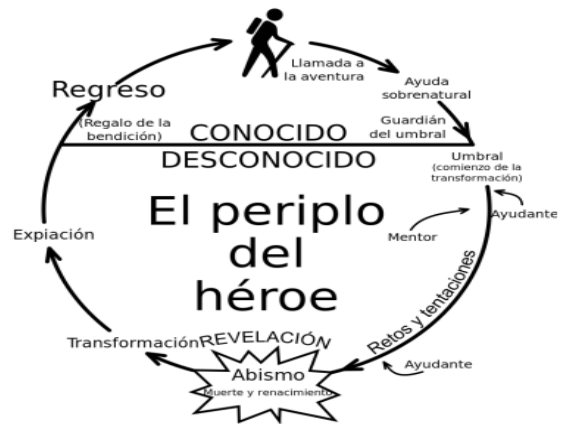 Llamada a
la aventura
Ayuda
sobrenatural
Guardián
del umbral
Umbral
(comienzo de la
transformación)
Ayudante
Mentor
Retos y tentaciones
Ayudante
REVELACIÓN
Abismo
Muerte y renacimiento
Transformación
Expiación
Regreso
(Regalo de la
bendición)
CONOCIDO
DESCONOCIDO
El periplo
del
héroe